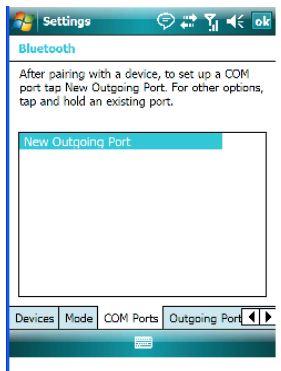 Settings
ok
Bluetooth
After pairing with a device, to set up a COM
port tap New Outgoing Port. For other options,
tap and hold an existing port.
New Outgoing Port
Devices Mode COM Ports Outgoing Port